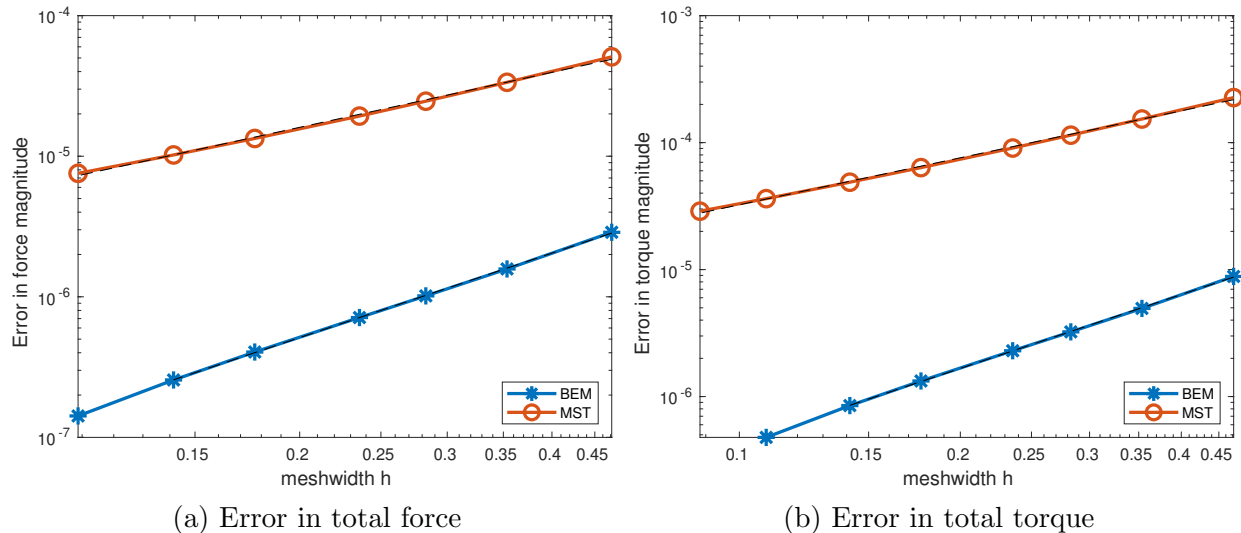 10^-4
10^-5
10^-6
10^-7
Error in force magnitude
0.15 0.2 0.25 0.3 0.35 0.4 0.45
meshwidth h
BEM
MST
(a) Error in total force
10^-3
10^-4
10^-5
10^-6
Error in torque magnitude
0.1 0.15 0.2 0.25 0.3 0.35 0.4 0.45
meshwidth h
BEM
MST
(b) Error in total torque